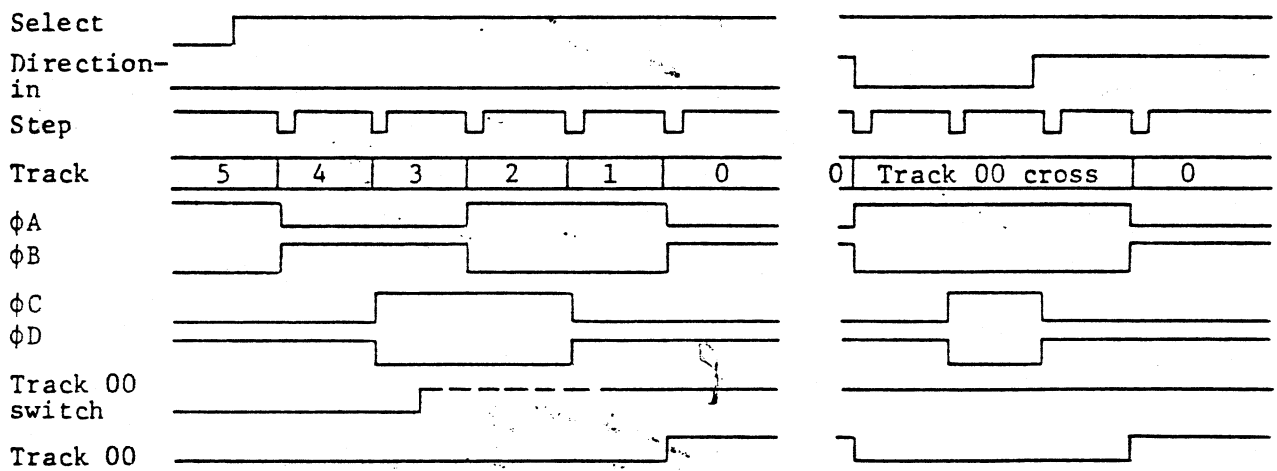 Select
Direction-
in
Step
Track 5 4 3 2 1 0 0 Track 00 cross 0
φA
φB
φC
φD
Track 00
switch
Track 00